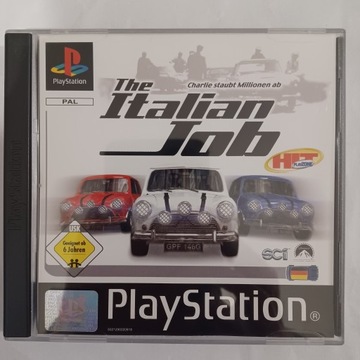 PlayStation
PAL
The Italian Job
Charlie staubt Millionen ab
HIT
USK
Geeignet ab
6 Jahren
GPF 146G
SCi
PlayStation®